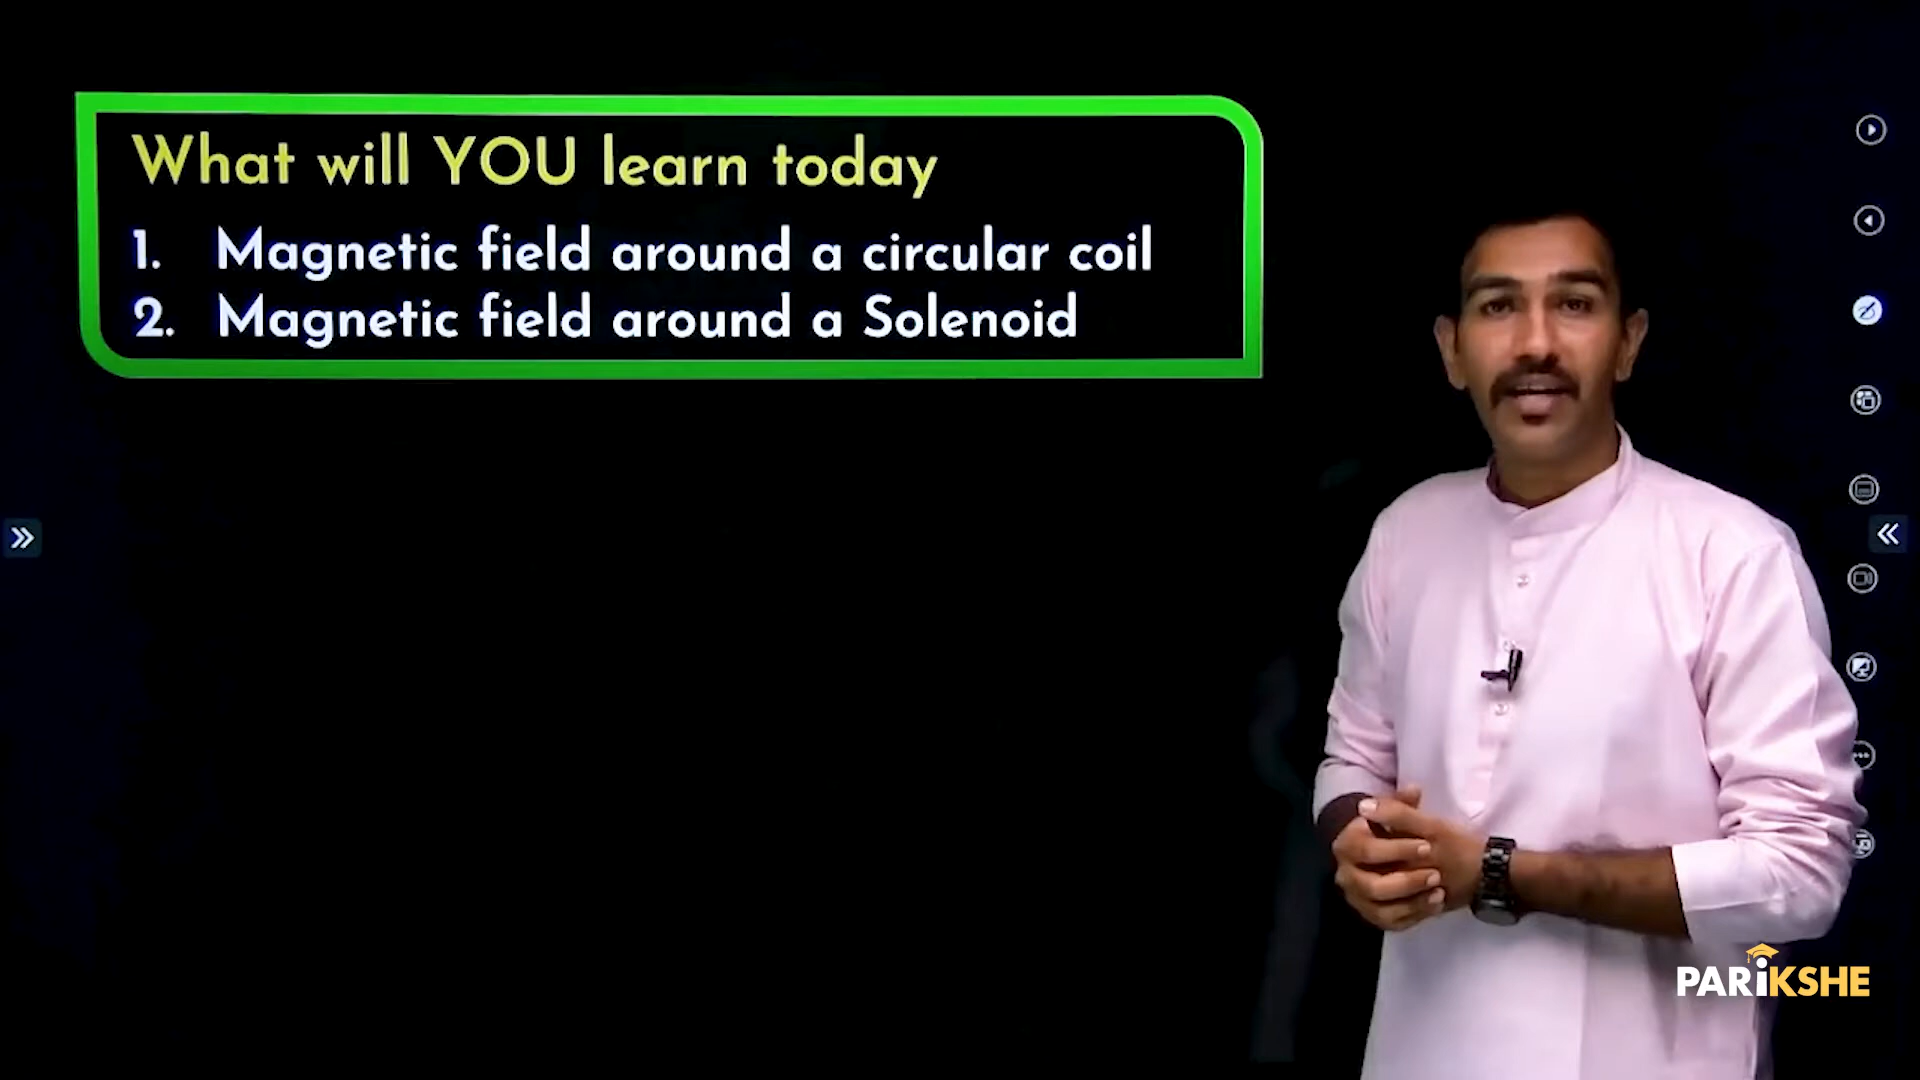 What will YOU learn today
1. Magnetic field around a circular coil
2. Magnetic field around a Solenoid
PARiKSHE